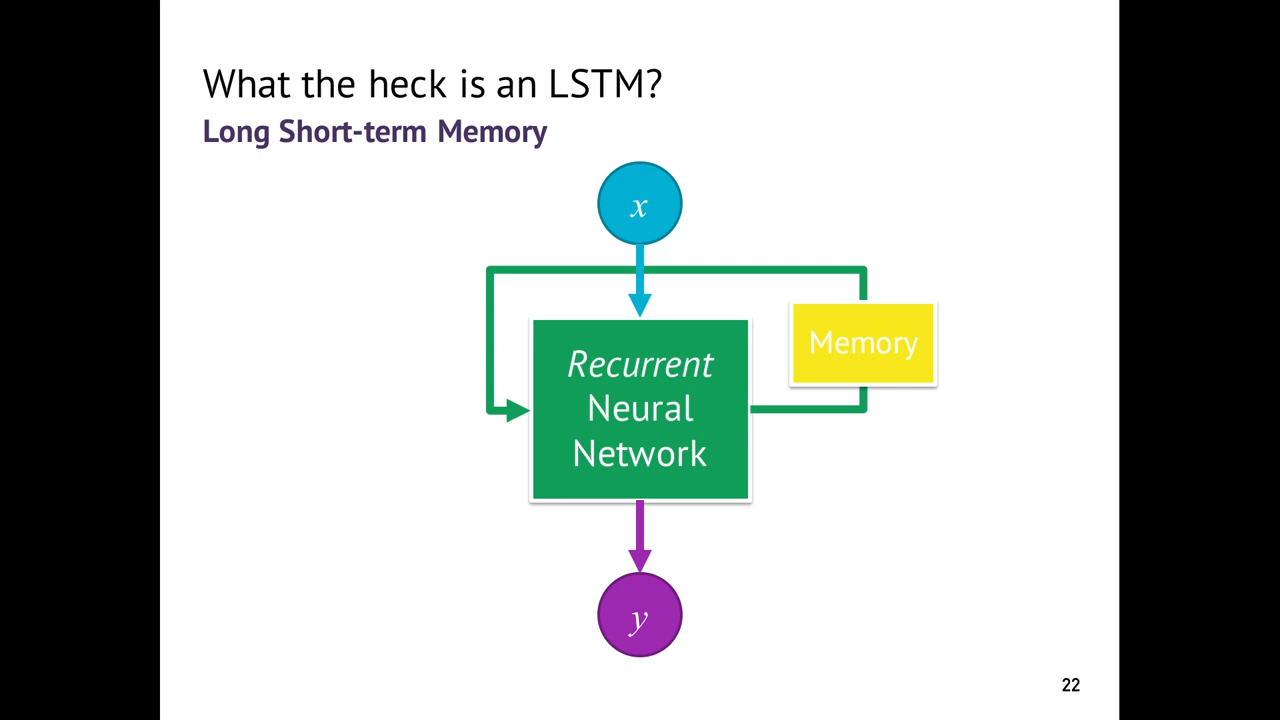 What the heck is an LSTM?
Long Short-term Memory
x
Memory
Recurrent
Neural
Network
y
22